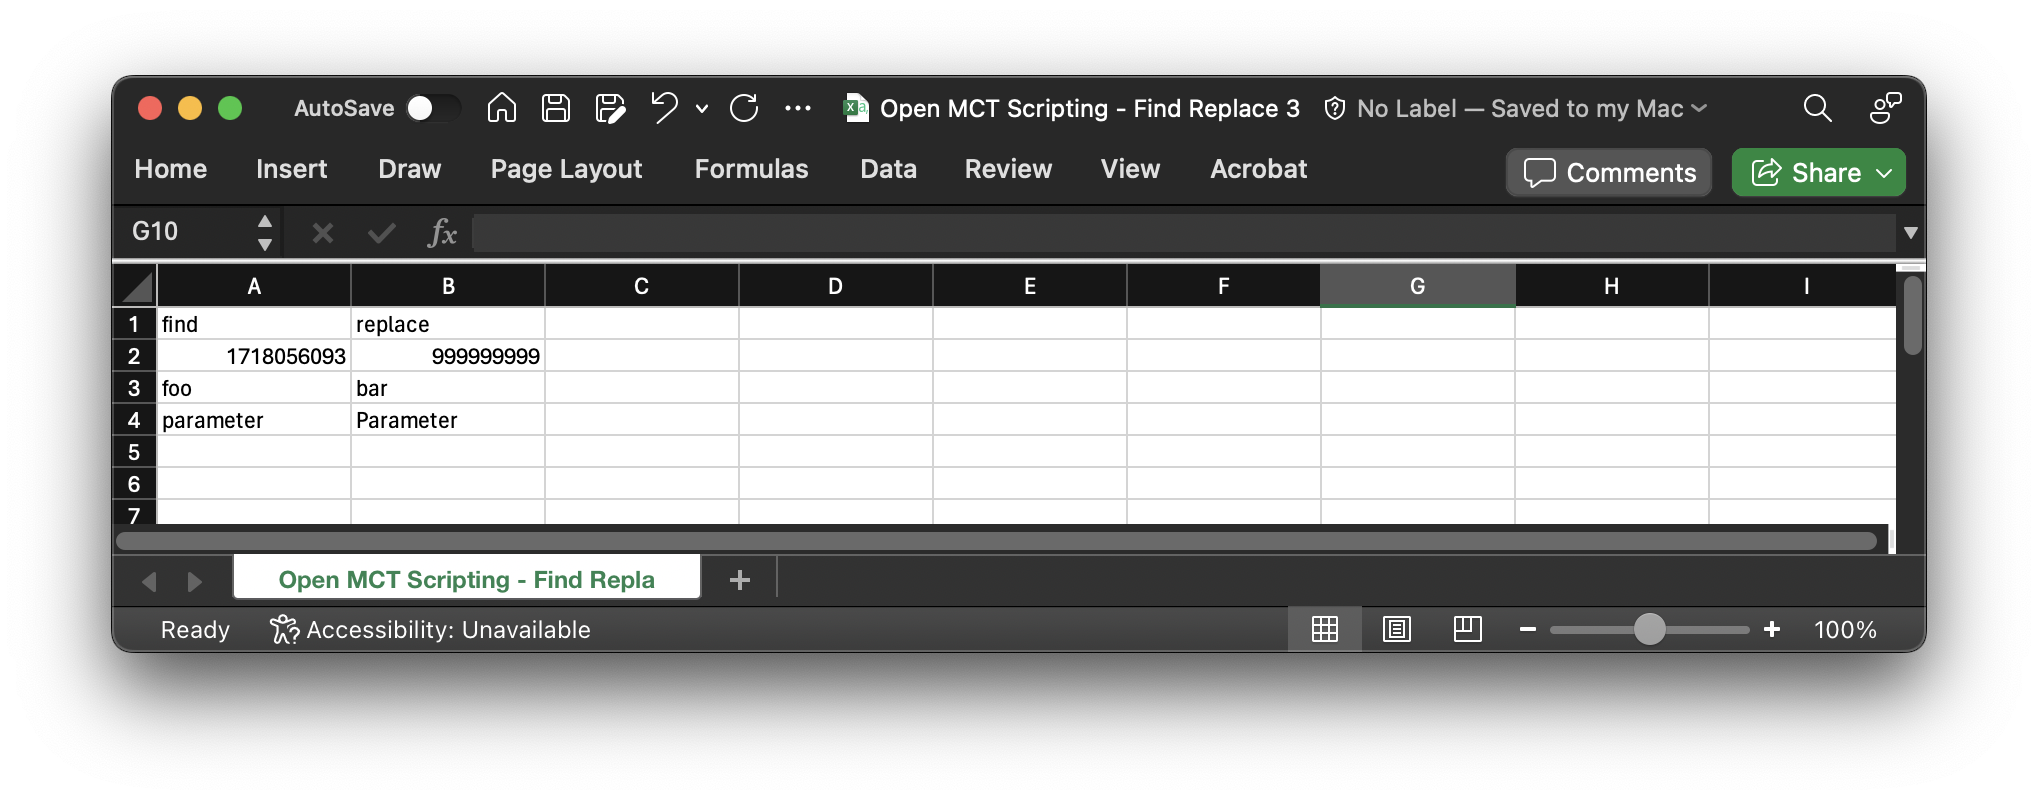 AutoSave Open MCT Scripting - Find Replace 3 No Label — Saved to my Mac
Home Insert Draw Page Layout Formulas Data Review View Acrobat Comments Share
G10 fx
A B C D E F G H I
1 find replace
2 1718056093 999999999
3 foo bar
4 parameter Parameter
5
6
7
Open MCT Scripting - Find Repla +
Ready Accessibility: Unavailable 100%